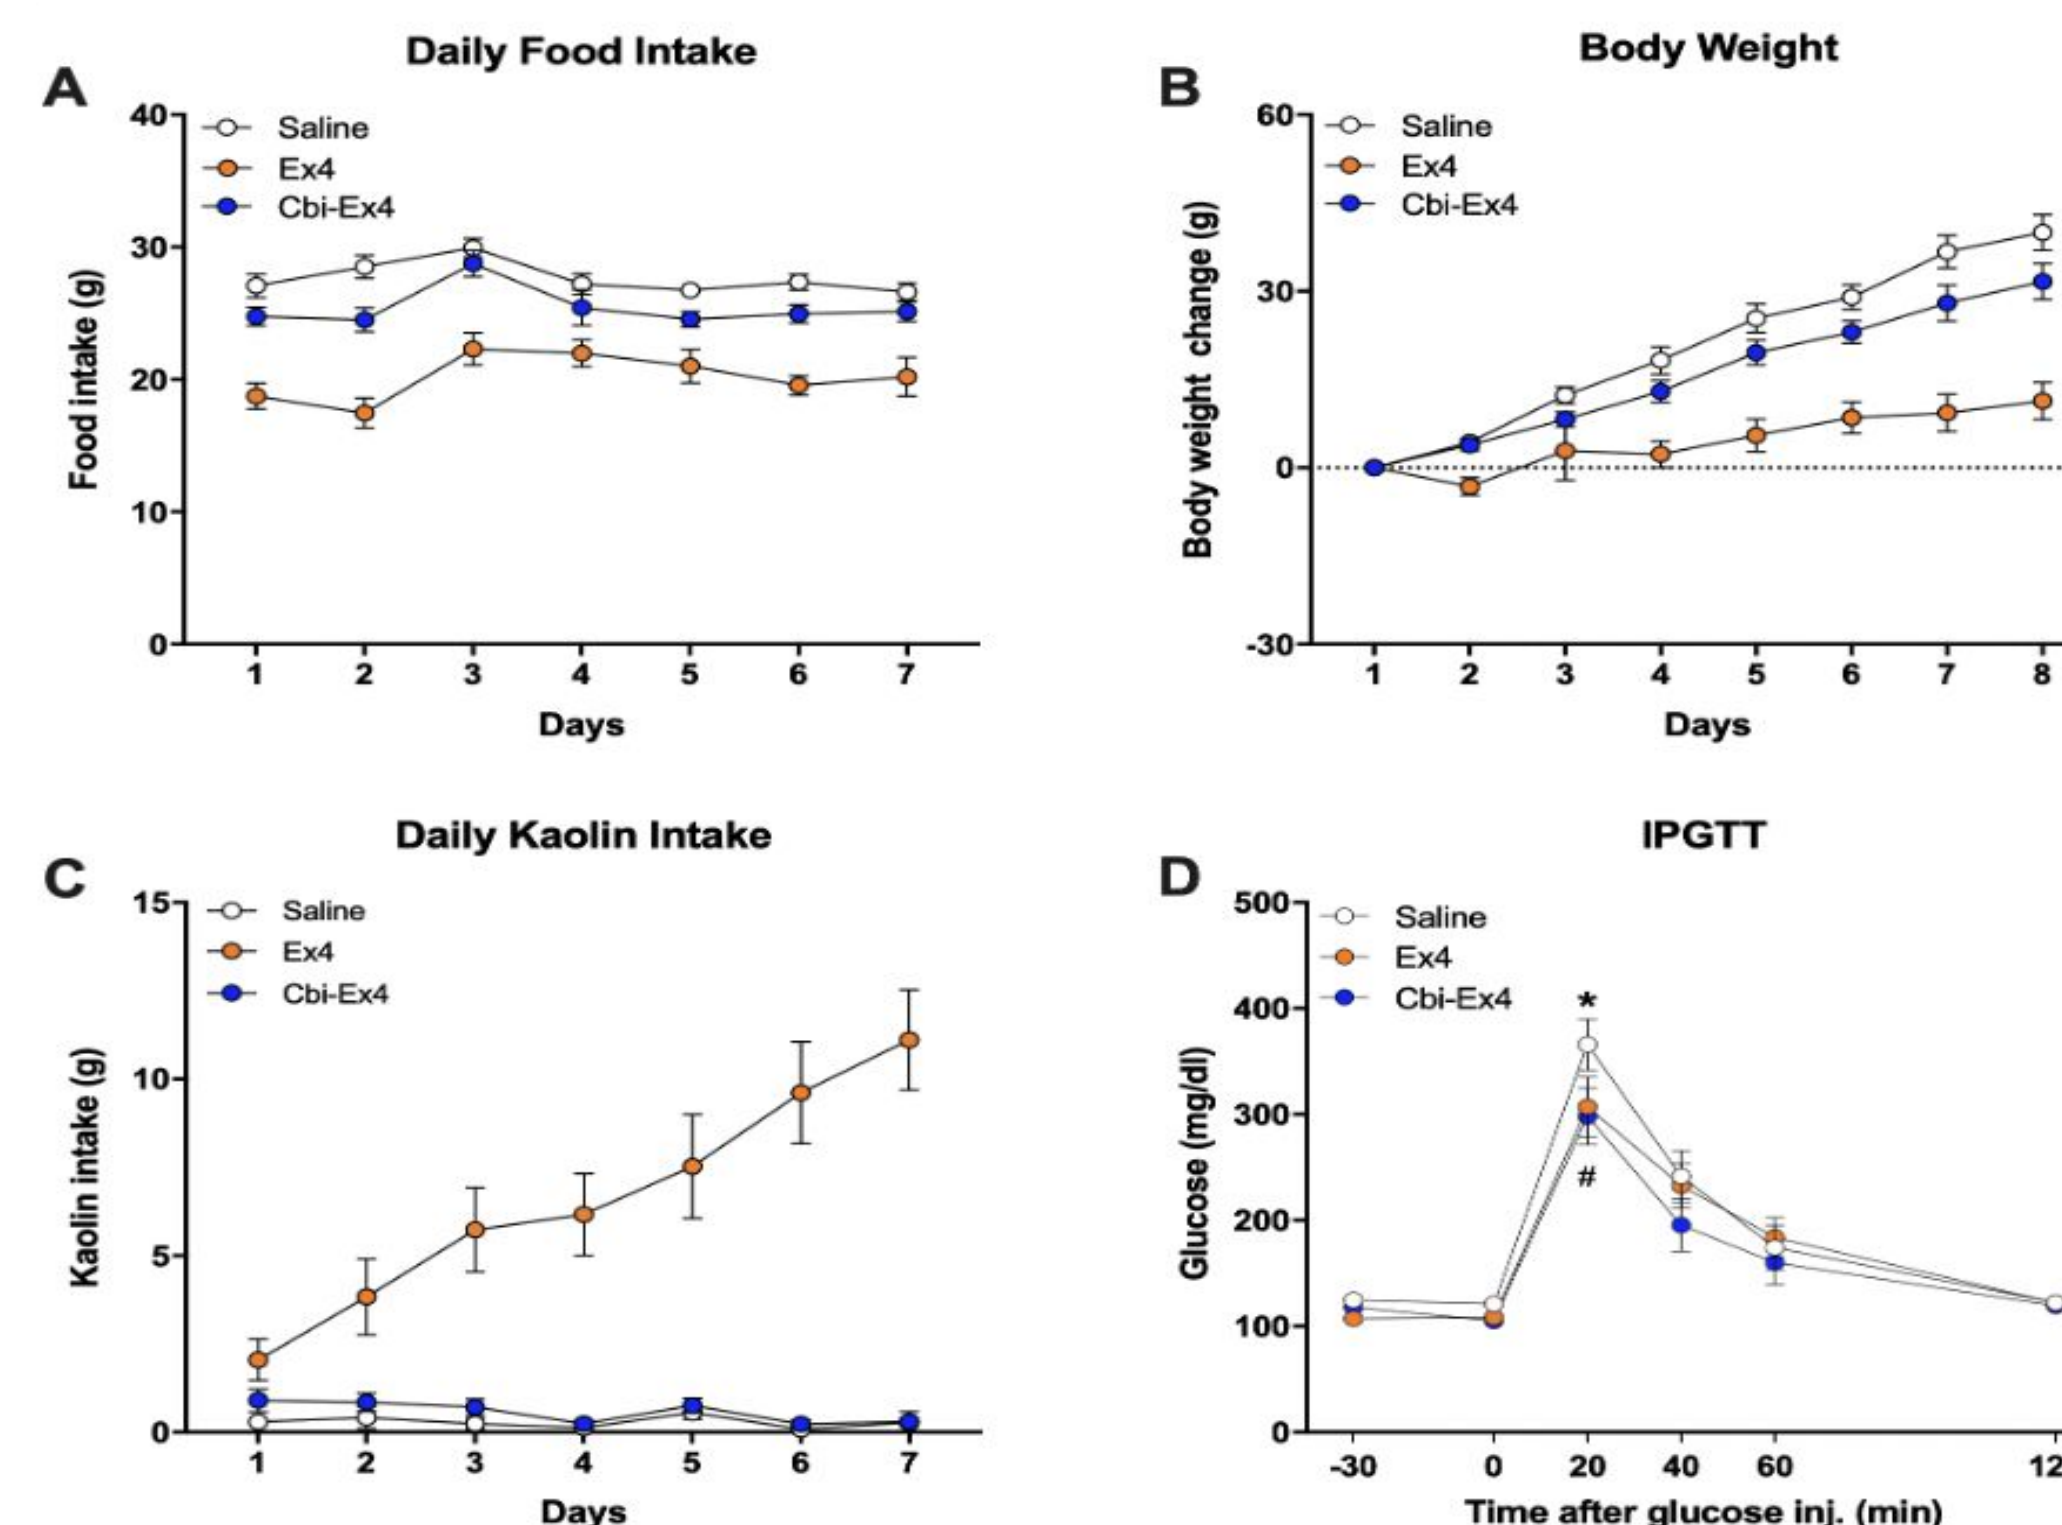 A
Daily Food Intake
Saline
Ex4
Cbi-Ex4
40
30
20
10
0
Food intake (g)
1 2 3 4 5 6 7
Days
B
Body Weight
Saline
Ex4
Cbi-Ex4
60
30
0
-30
Body weight change (g)
1 2 3 4 5 6 7 8
Days
C
Daily Kaolin Intake
Saline
Ex4
Cbi-Ex4
15
10
5
0
Kaolin intake (g)
1 2 3 4 5 6 7
Days
D
IPGTT
Saline
Ex4
Cbi-Ex4
500
400
300
200
100
0
*
#
Glucose (mg/dl)
-30 0 20 40 60 12
Time after glucose inj. (min)